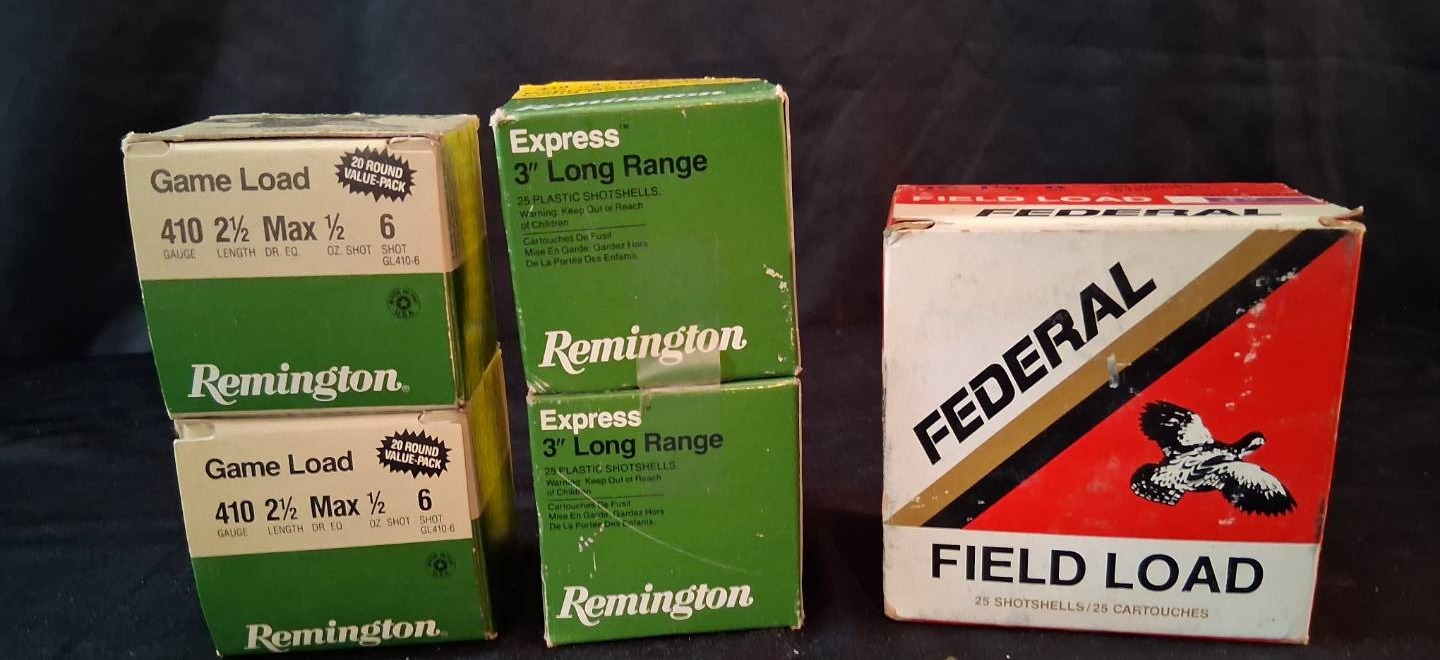 Game Load
20 ROUND
VALUE-PACK
410 2½ Max ½ 6
GAUGE LENGTH DR. EQ. OZ. SHOT SHOT
GL410-6
Remington®
Game Load
20 ROUND
VALUE-PACK
410 2½ Max ½ 6
GAUGE LENGTH DR EQ OZ SHOT SHOT
GL410-6
Remington
Remington
Express™
3" Long Range
25 PLASTIC SHOTSHELLS.
Warning: Keep Out of Reach
of Children
Cartouches De Fusil
Mise En Garde: Gardez Hors
De La Portée Des Enfants.
Remington
Express
3" Long Range
25 PLASTIC SHOTSHELLS.
Warning: Keep Out of Reach
of Children
Cartouches De Fusil
Mise En Garde: Gardez Hors
De La Portée Des Enfants.
Remington
FIELD LOAD
FEDERAL
FEDERAL
FIELD LOAD
25 SHOTSHELLS/25 CARTOUCHES